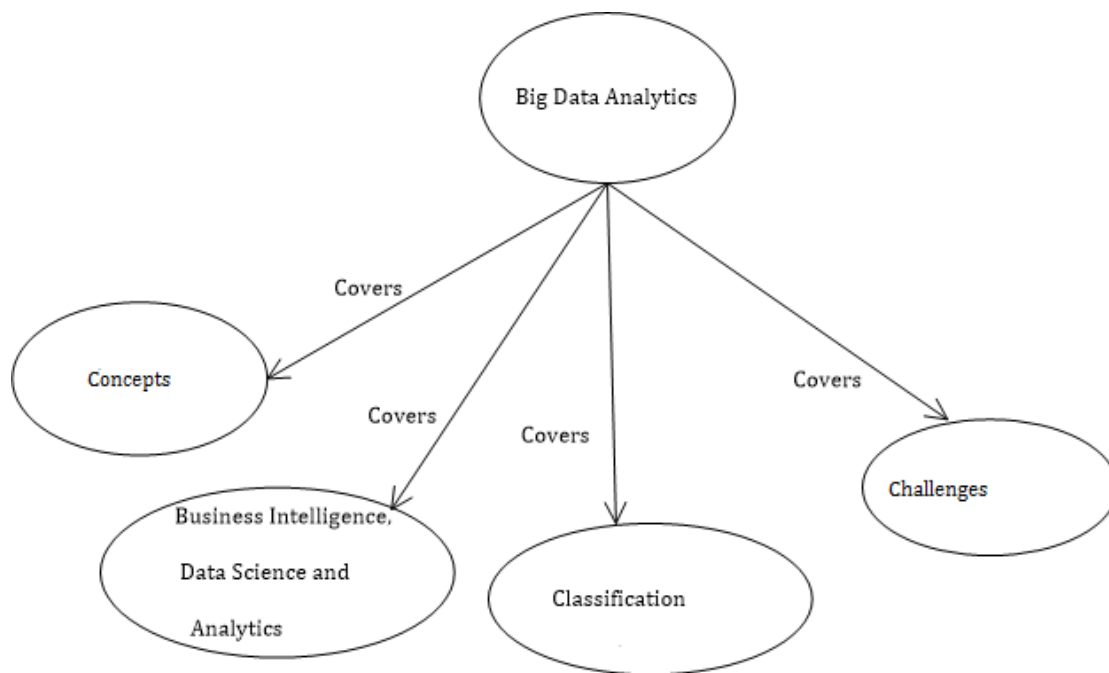 Big Data Analytics
Covers
Concepts
Covers
Covers
Covers
Challenges
Business Intelligence,
Data Science and
Analytics
Classification